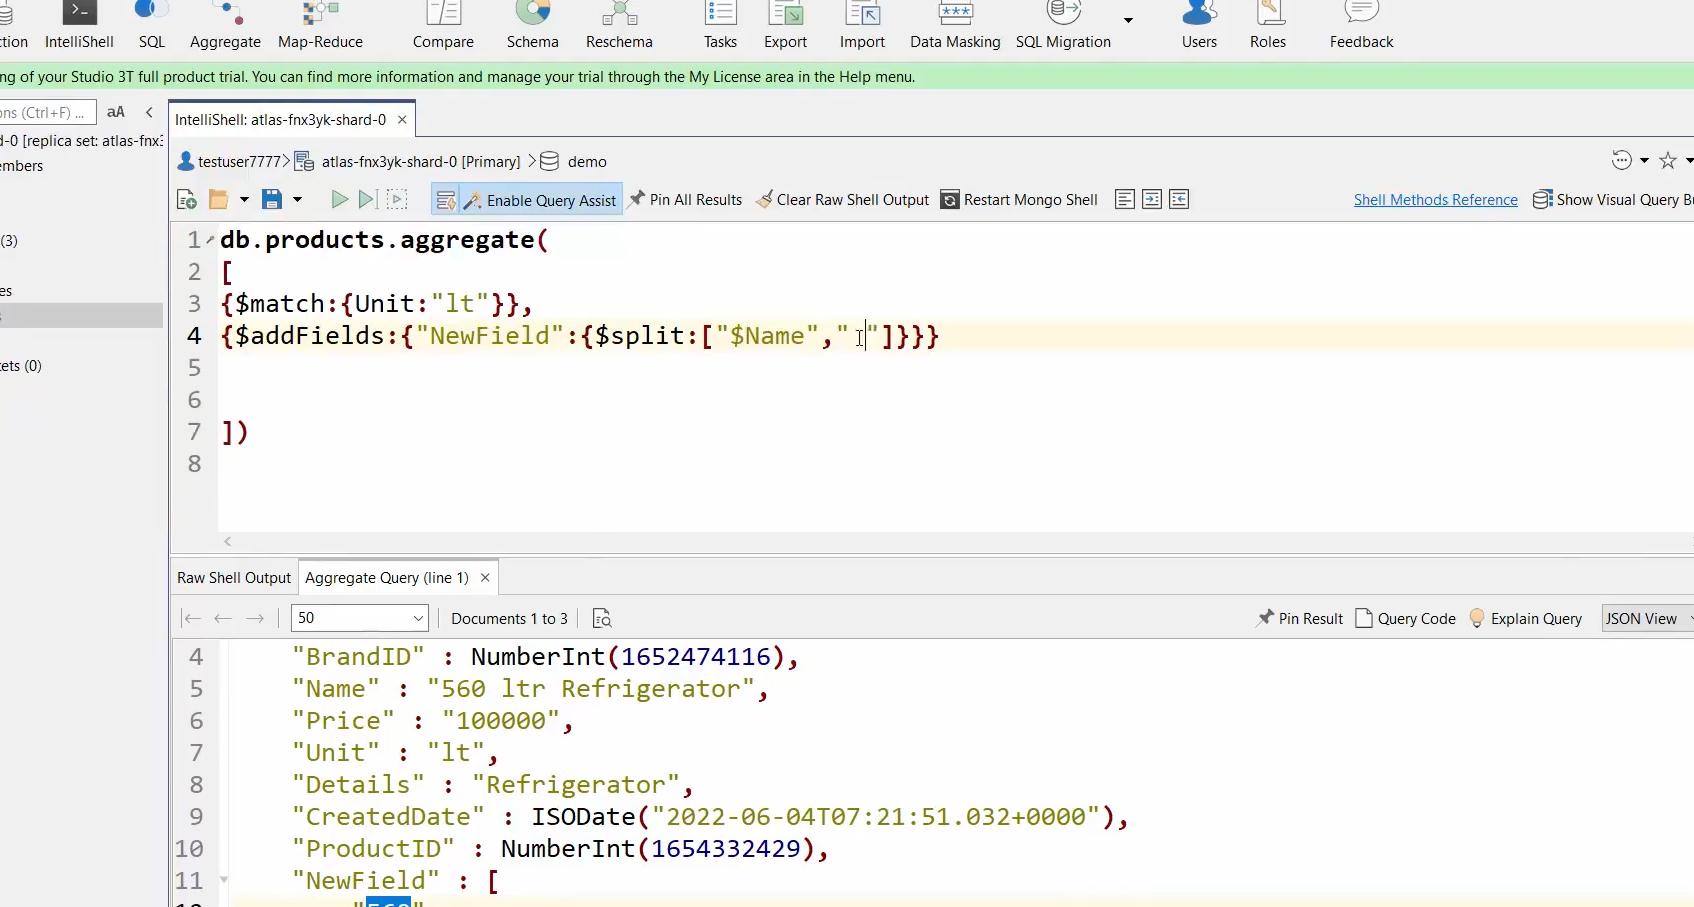 ction IntelliShell SQL Aggregate Map-Reduce Compare Schema Reschema Tasks Export Import Data Masking SQL Migration Users Roles Feedback
ng of your Studio 3T full product trial. You can find more information and manage your trial through the My License area in the Help menu.
ons (Ctrl+F) ... aA
IntelliShell: atlas-fnx3yk-shard-0 ×
d-0 [replica set: atlas-fnx3
embers
testuser7777 > atlas-fnx3yk-shard-0 [Primary] > demo
Enable Query Assist Pin All Results Clear Raw Shell Output Restart Mongo Shell Shell Methods Reference Show Visual Query Bu
(3)
es
s
ets (0)
1 db.products.aggregate(
2 [
3 {$match:{Unit:"lt"}},
4 {$addFields:{"NewField":{$split:["$Name"," "]}}}
5
6
7 ])
8
Raw Shell Output Aggregate Query (line 1) ×
50 Documents 1 to 3 Pin Result Query Code Explain Query JSON View
4 "BrandID" : NumberInt(1652474116),
5 "Name" : "560 ltr Refrigerator",
6 "Price" : "100000",
7 "Unit" : "lt",
8 "Details" : "Refrigerator",
9 "CreatedDate" : ISODate("2022-06-04T07:21:51.032+0000"),
10 "ProductID" : NumberInt(1654332429),
11 "NewField" : [
12 "560"